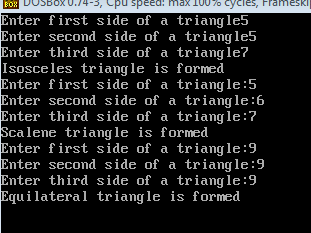 BOX DOSBox 0.74-3, Cpu speed: max 100% cycles, Frameski
Enter first side of a triangle5
Enter second side of a triangle5
Enter third side of a triangle7
Isosceles triangle is formed
Enter first side of a triangle:5
Enter second side of a triangle:6
Enter third side of a triangle:7
Scalene triangle is formed
Enter first side of a triangle:9
Enter second side of a triangle:9
Enter third side of a triangle:9
Equilateral triangle is formed